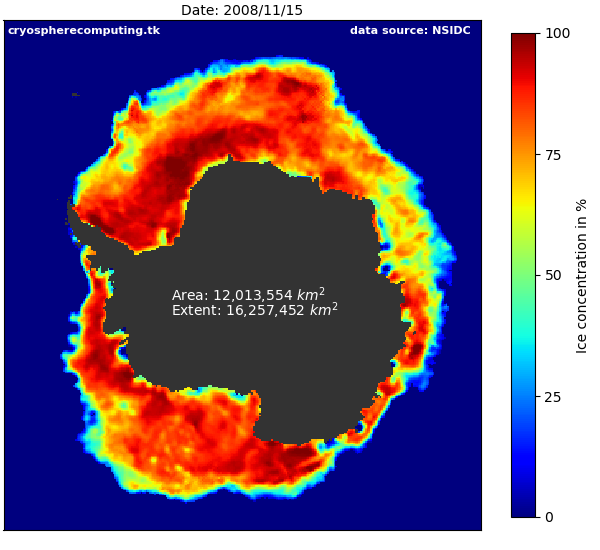 Date: 2008/11/15
cryospherecomputing.tk
data source: NSIDC
Area: 12,013,554 km²
Extent: 16,257,452 km²
100
75
50
25
0
Ice concentration in %